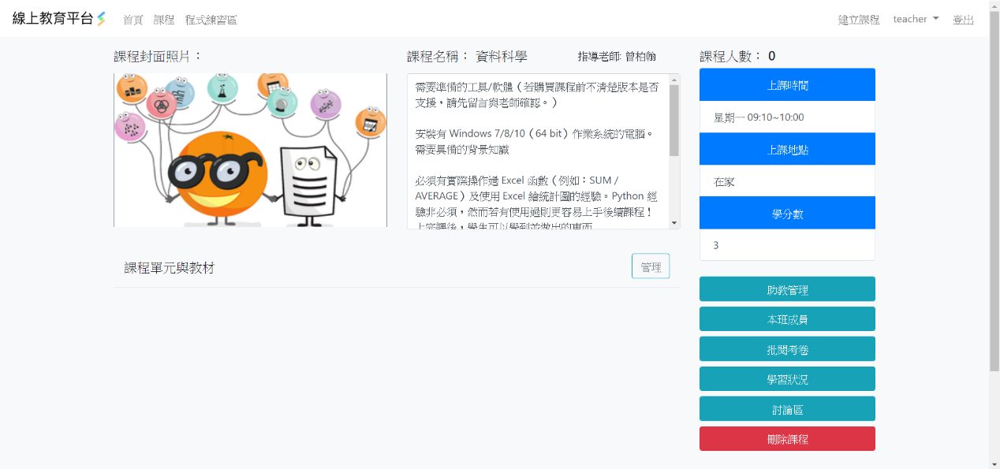 線上教育平台 首頁 課程 程式練習區 建立課程 teacher 登出
課程封面照片：
課程名稱： 資料科學 指導老師: 曾柏翰
需要準備的工具/軟體（若購買課程前不清楚版本是否
支援，請先留言與老師確認。）
安裝有 Windows 7/8/10（64 bit）作業系統的電腦。
需要具備的背景知識
必須有實際操作過 Excel 函數（例如：SUM /
AVERAGE）及使用 Excel 繪統計圖的經驗。Python 經
驗非必須，然而若有使用過則更容易上手後續課程！
上完課後，學生可以學到並做出的東西
課程人數： 0
上課時間
星期一 09:10~10:00
上課地點
在家
學分數
3
課程單元與教材 管理
助教管理
本班成員
批閱考卷
學習狀況
討論區
刪除課程